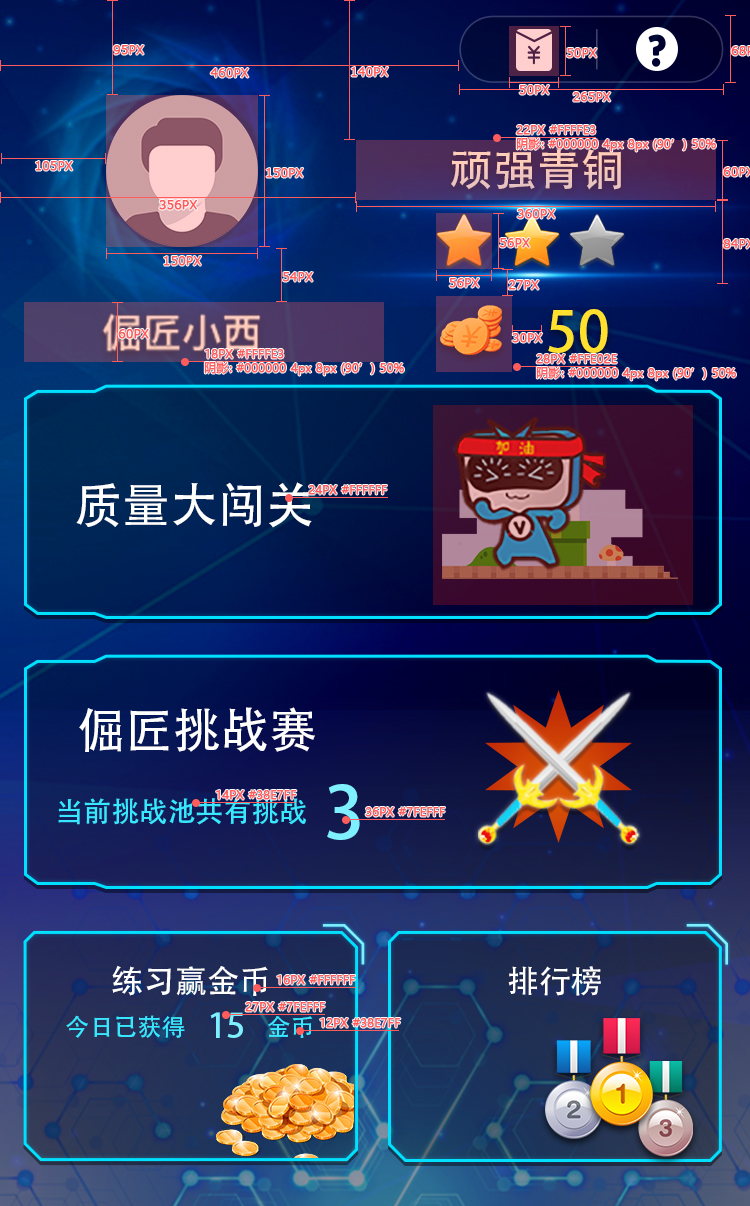 95PX
460PX
140PX
¥
50PX
?
68PX
50PX
265PX
22PX #FFFFE3
阴影: #000000 4px 8px (90′) 50%
105PX
150PX
顽强青铜
60PX
356PX
360PX
56PX
84PX
150PX
54PX
56PX
27PX
倔匠小西
60PX
¥
30PX
50
18PX #FFFFE3
阴影: #000000 4px 8px (90′) 50%
28PX #FFE02E
阴影: #000000 4px 8px (90′) 50%
加油
质量大闯关
24PX #FFFFFF
V
倔匠挑战赛
14PX #38E7FF
当前挑战池共有挑战
3
36PX #7FEFFF
练习赢金币
16PX #FFFFFF
排行榜
27PX #7FEFFF
今日已获得 15 金币
12PX #38E7FF
1
2
3